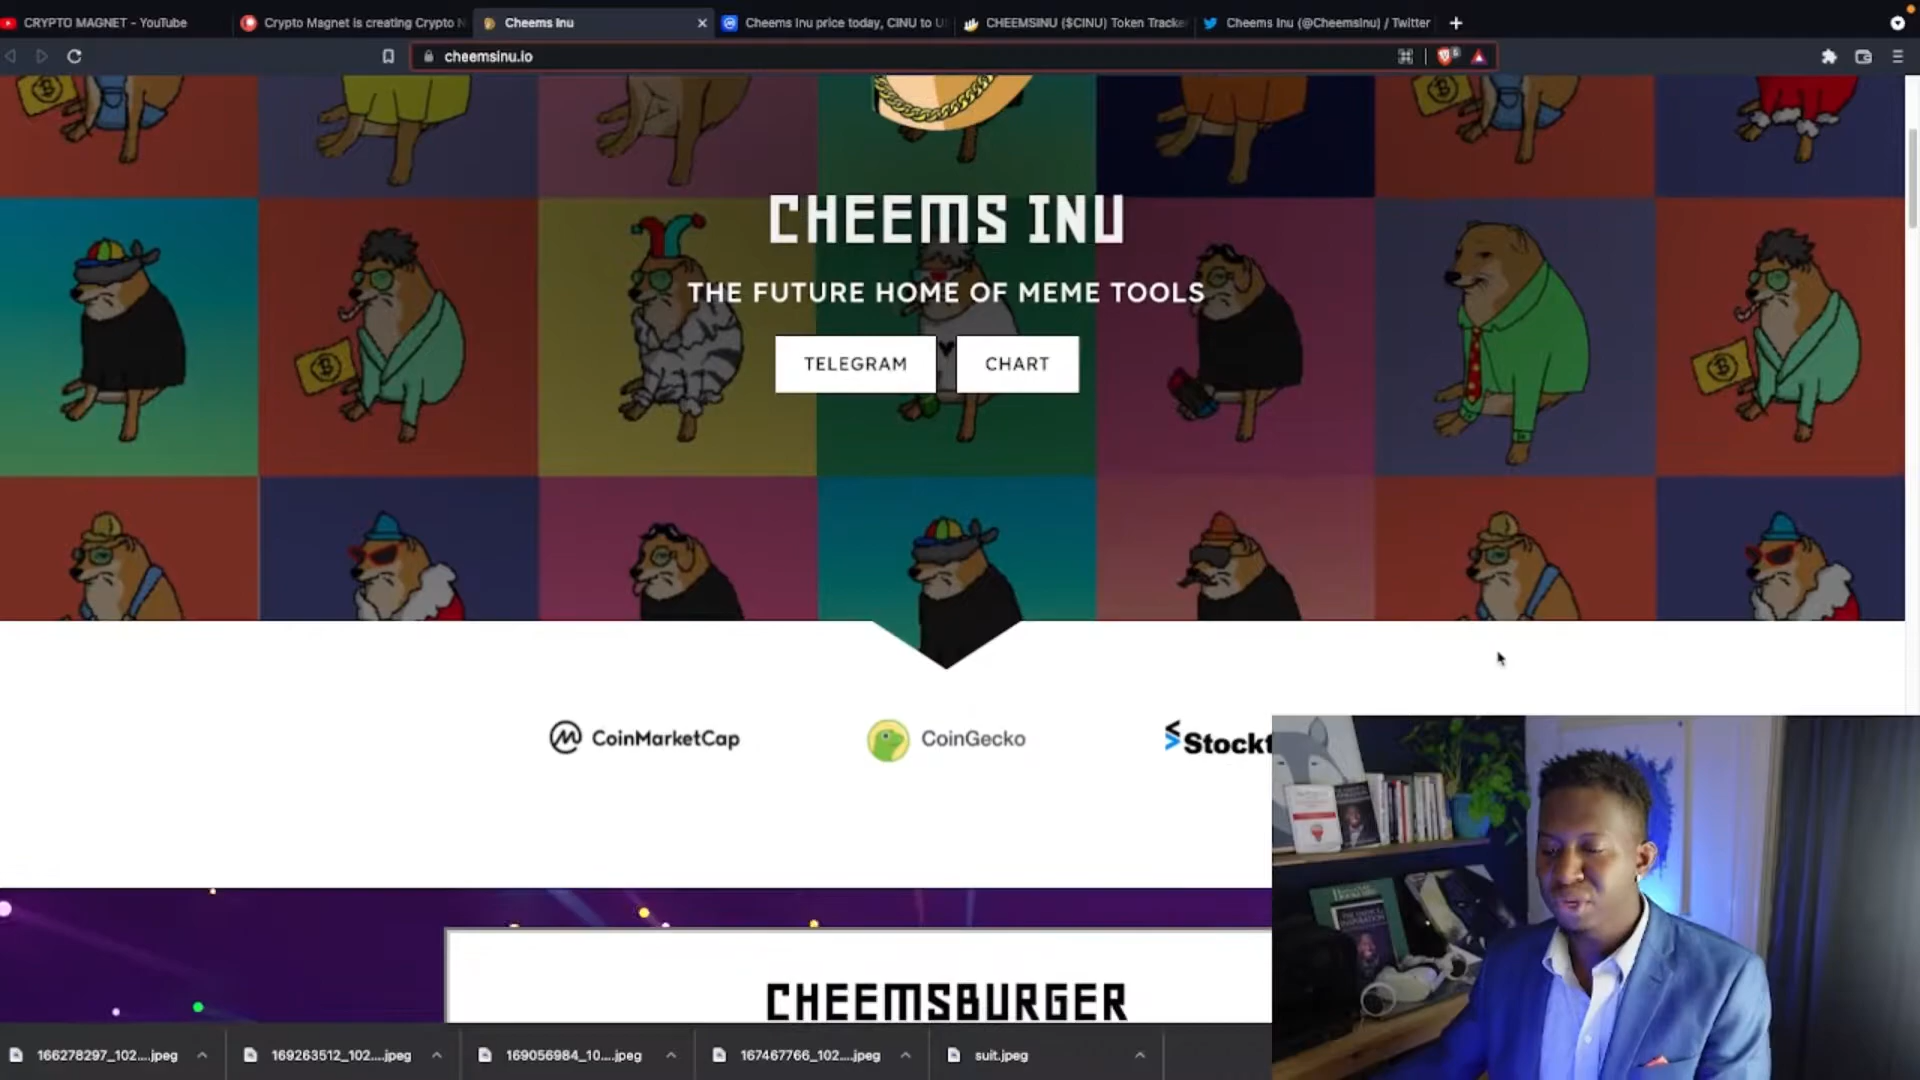 CRYPTO MAGNET - YouTube
Crypto Magnet is creating Crypto N
Cheems Inu
Cheems Inu price today, CINU to U
CHEEMSINU ($CINU) Token Tracke
Cheems Inu (@CheemsInu) / Twitter
cheemsinu.io
CHEEMS INU
THE FUTURE HOME OF MEME TOOLS
TELEGRAM
CHART
CoinMarketCap
CoinGecko
Stockt
CHEEMSBURGER
166278297_102....jpeg
169263512_102....jpeg
169056984_10....jpeg
167467766_102....jpeg
suit.jpeg